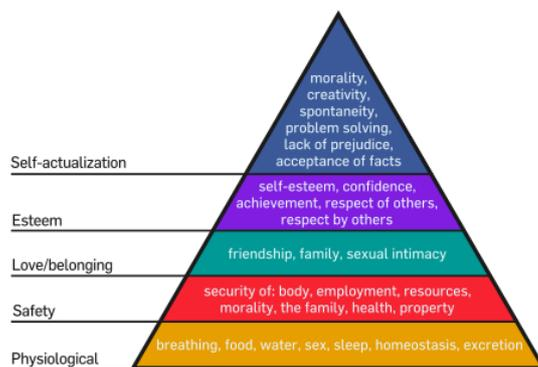 morality,
creativity,
spontaneity,
problem solving,
lack of prejudice,
acceptance of facts
Self-actualization
self-esteem, confidence,
achievement, respect of others,
respect by others
Esteem
friendship, family, sexual intimacy
Love/belonging
security of: body, employment, resources,
morality, the family, health, property
Safety
breathing, food, water, sex, sleep, homeostasis, excretion
Physiological